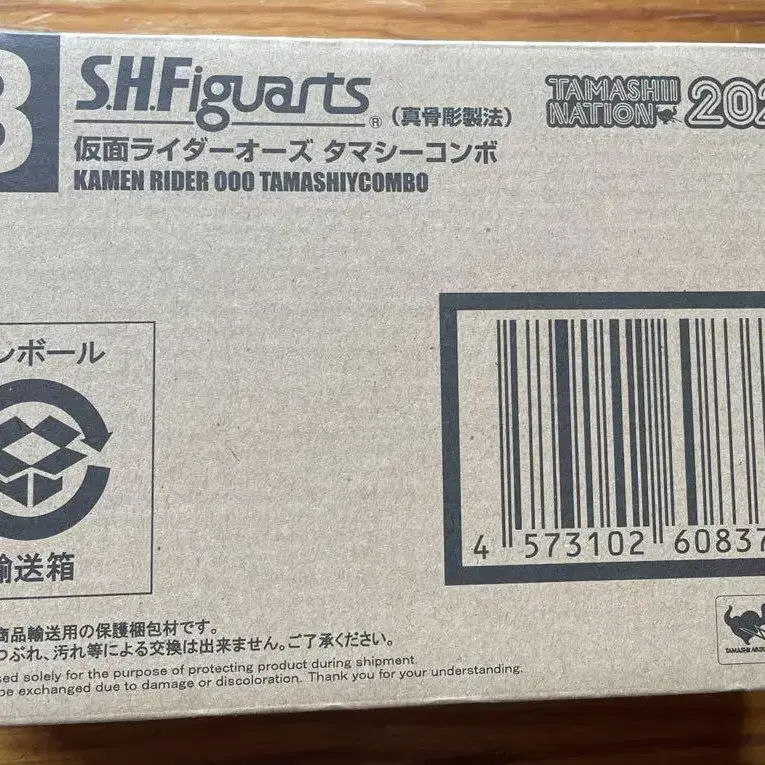 S.H.Figuarts® (真骨彫製法)
TAMASHII NATION 202
仮面ライダーオーズ タマシーコンボ
KAMEN RIDER OOO TAMASHIYCOMBO
ンボール
輸送箱
4 573102 60837
商品輸送用の保護梱包材です。
つぶれ、汚れ等による交換は出来ません。ご了承ください。
sed solely for the purpose of protecting product during shipment.
be exchanged due to damage or discoloration. Thank you for your understanding.